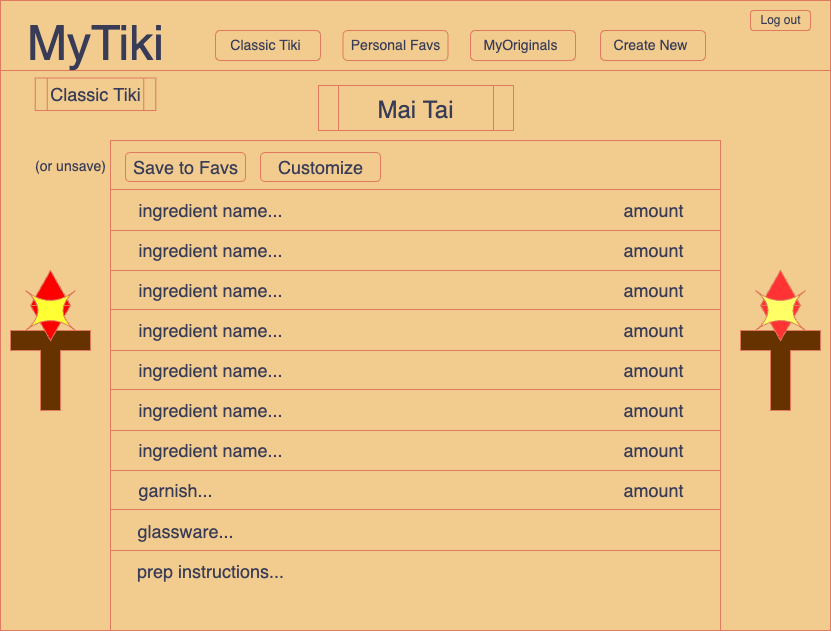 Log out
MyTiki
Classic Tiki
Personal Favs
MyOriginals
Create New
Classic Tiki
Mai Tai
(or unsave)
Save to Favs
Customize
ingredient name... amount
ingredient name... amount
ingredient name... amount
ingredient name... amount
ingredient name... amount
ingredient name... amount
ingredient name... amount
garnish... amount
glassware...
prep instructions...